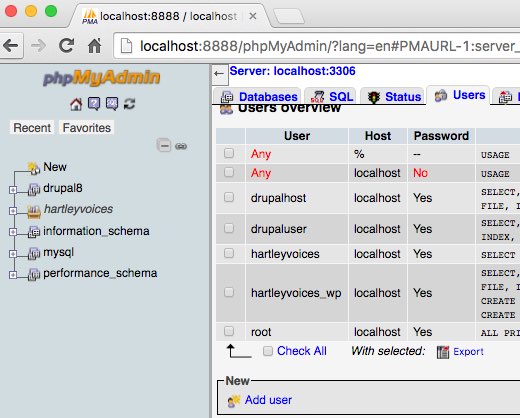 localhost:8888 / localhost
localhost:8888/phpMyAdmin/?lang=en#PMAURL-1:server_
phpMyAdmin
Recent Favorites
New
drupal8
hartleyvoices
information_schema
mysql
performance_schema
Server: localhost:3306
Databases SQL Status Users
Users overview
User Host Password
Any % -- USAGE
Any localhost No USAGE
drupalhost localhost Yes SELECT,
FILE, I
drupaluser localhost Yes SELECT,
INDEX,
hartleyvoices localhost Yes SELECT
hartleyvoices_wp localhost Yes SELECT,
FILE, I
CREATE
CREATE
root localhost Yes ALL PRI
Check All With selected: Export
New
Add user